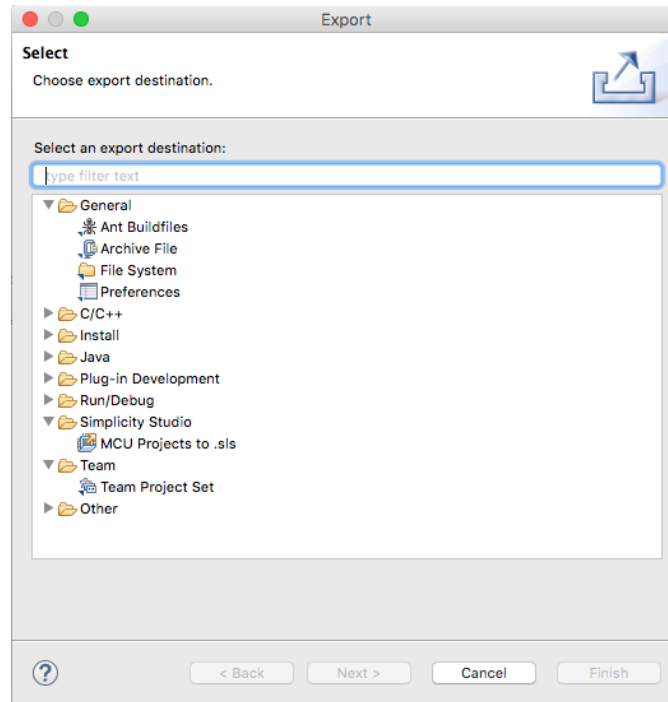 Export
Select
Choose export destination.
Select an export destination:
type filter text
General
Ant Buildfiles
Archive File
File System
Preferences
C/C++
Install
Java
Plug-in Development
Run/Debug
Simplicity Studio
MCU Projects to .sls
Team
Team Project Set
Other
?
< Back
Next >
Cancel
Finish